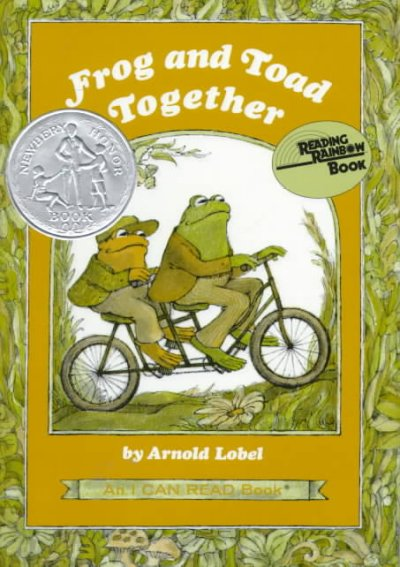 Frog and Toad
Together
NEWBERY HONOR
BOOK
READING
RAINBOW
BOOK
by Arnold Lobel
An I CAN READ Book